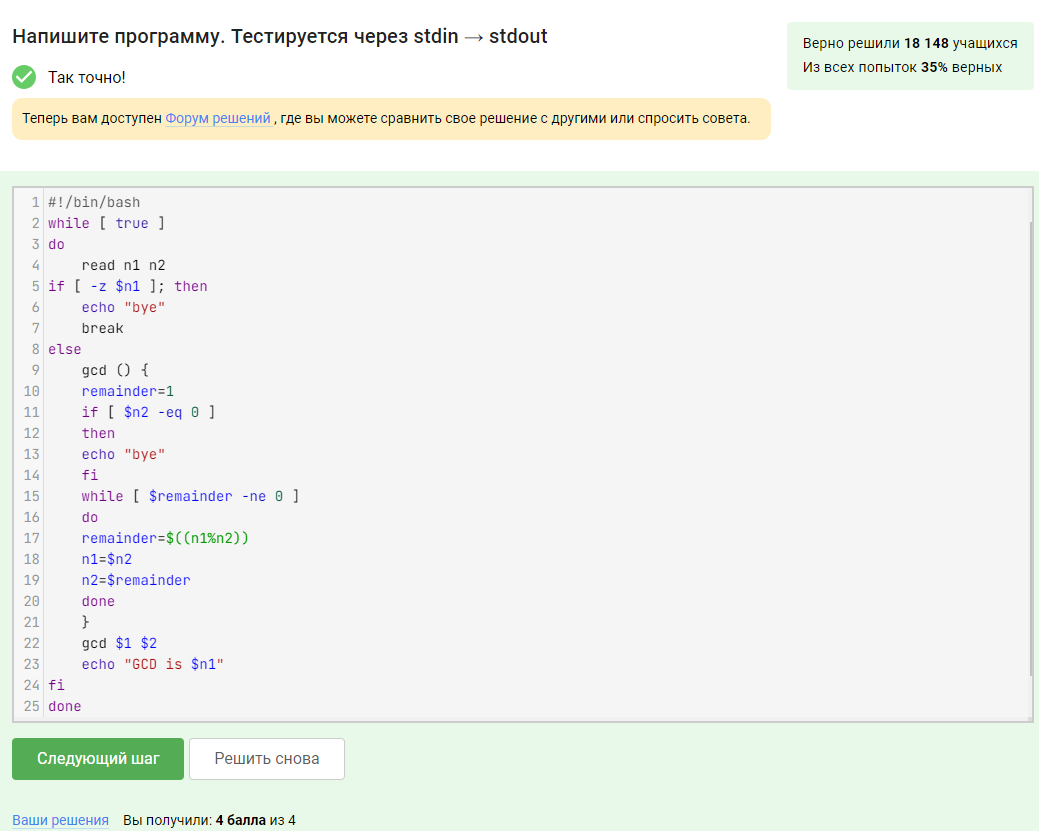 Напишите программу. Тестируется через stdin → stdout
Верно решили 18 148 учащихся
Из всех попыток 35% верных
Так точно!
Теперь вам доступен Форум решений , где вы можете сравнить свое решение с другими или спросить совета.
1 #!/bin/bash
2 while [ true ]
3 do
4     read n1 n2
5 if [ -z $n1 ]; then
6     echo "bye"
7     break
8 else
9     gcd () {
10     remainder=1
11     if [ $n2 -eq 0 ]
12     then
13     echo "bye"
14     fi
15     while [ $remainder -ne 0 ]
16     do
17     remainder=$((n1%n2))
18     n1=$n2
19     n2=$remainder
20     done
21     }
22     gcd $1 $2
23     echo "GCD is $n1"
24 fi
25 done
Следующий шаг
Решить снова
Ваши решения Вы получили: 4 балла из 4